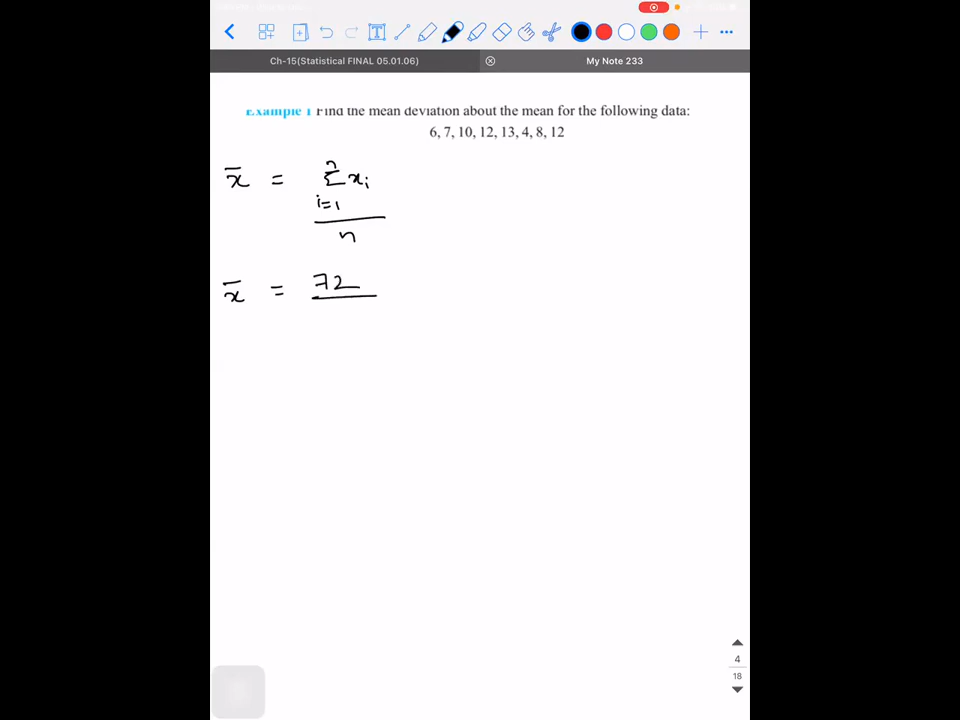 Ch-15(Statistical FINAL 05.01.06)
My Note 233
Example 1 Find the mean deviation about the mean for the following data:
6, 7, 10, 12, 13, 4, 8, 12
x̄ = n
Σ xᵢ
i=1
n
x̄ = 72
4
18